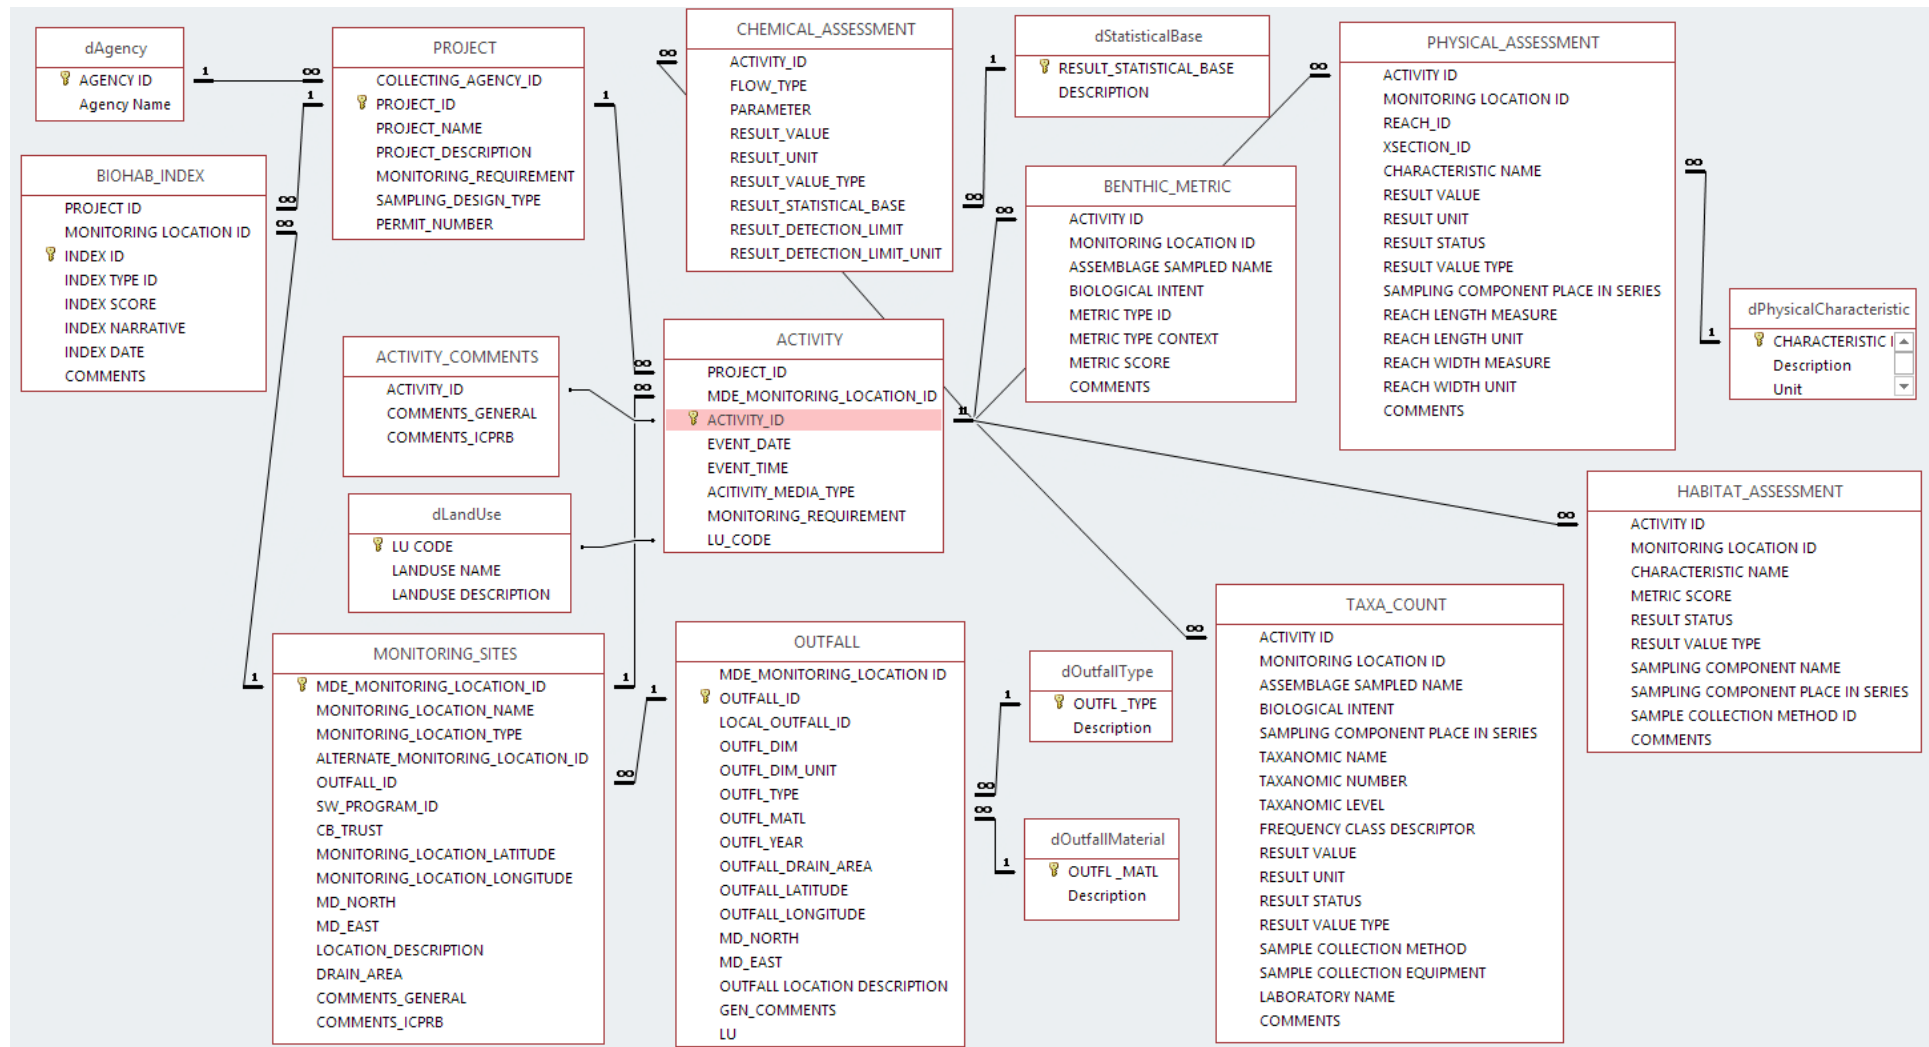 dAgency
AGENCY ID
Agency Name
PROJECT
COLLECTING_AGENCY_ID
PROJECT_ID
PROJECT_NAME
PROJECT_DESCRIPTION
MONITORING_REQUIREMENT
SAMPLING_DESIGN_TYPE
PERMIT_NUMBER
CHEMICAL_ASSESSMENT
ACTIVITY_ID
FLOW_TYPE
PARAMETER
RESULT_VALUE
RESULT_UNIT
RESULT_VALUE_TYPE
RESULT_STATISTICAL_BASE
RESULT_DETECTION_LIMIT
RESULT_DETECTION_LIMIT_UNIT
dStatisticalBase
RESULT_STATISTICAL_BASE
DESCRIPTION
PHYSICAL_ASSESSMENT
ACTIVITY ID
MONITORING LOCATION ID
REACH_ID
XSECTION_ID
CHARACTERISTIC NAME
RESULT VALUE
RESULT UNIT
RESULT STATUS
RESULT VALUE TYPE
SAMPLING COMPONENT PLACE IN SERIES
REACH LENGTH MEASURE
REACH LENGTH UNIT
REACH WIDTH MEASURE
REACH WIDTH UNIT
COMMENTS
BIOHAB_INDEX
PROJECT ID
MONITORING LOCATION ID
INDEX ID
INDEX TYPE ID
INDEX SCORE
INDEX NARRATIVE
INDEX DATE
COMMENTS
BENTHIC_METRIC
ACTIVITY ID
MONITORING LOCATION ID
ASSEMBLAGE SAMPLED NAME
BIOLOGICAL INTENT
METRIC TYPE ID
METRIC TYPE CONTEXT
METRIC SCORE
COMMENTS
dPhysicalCharacteristic
CHARACTERISTIC I
Description
Unit
ACTIVITY_COMMENTS
ACTIVITY_ID
COMMENTS_GENERAL
COMMENTS_ICPRB
ACTIVITY
PROJECT_ID
MDE_MONITORING_LOCATION_ID
ACTIVITY_ID
EVENT_DATE
EVENT_TIME
ACITIVITY_MEDIA_TYPE
MONITORING_REQUIREMENT
LU_CODE
dLandUse
LU CODE
LANDUSE NAME
LANDUSE DESCRIPTION
HABITAT_ASSESSMENT
ACTIVITY ID
MONITORING LOCATION ID
CHARACTERISTIC NAME
METRIC SCORE
RESULT STATUS
RESULT VALUE TYPE
SAMPLING COMPONENT NAME
SAMPLING COMPONENT PLACE IN SERIES
SAMPLE COLLECTION METHOD ID
COMMENTS
MONITORING_SITES
MDE_MONITORING_LOCATION_ID
MONITORING_LOCATION_NAME
MONITORING_LOCATION_TYPE
ALTERNATE_MONITORING_LOCATION_ID
OUTFALL_ID
SW_PROGRAM_ID
CB_TRUST
MONITORING_LOCATION_LATITUDE
MONITORING_LOCATION_LONGITUDE
MD_NORTH
MD_EAST
LOCATION_DESCRIPTION
DRAIN_AREA
COMMENTS_GENERAL
COMMENTS_ICPRB
OUTFALL
MDE_MONITORING_LOCATION ID
OUTFALL_ID
LOCAL_OUTFALL_ID
OUTFL_DIM
OUTFL_DIM_UNIT
OUTFL_TYPE
OUTFL_MATL
OUTFL_YEAR
OUTFALL_DRAIN_AREA
OUTFALL_LATITUDE
OUTFALL_LONGITUDE
MD_NORTH
MD_EAST
OUTFALL LOCATION DESCRIPTION
GEN_COMMENTS
LU
dOutfallType
OUTFL _TYPE
Description
dOutfallMaterial
OUTFL _MATL
Description
TAXA_COUNT
ACTIVITY ID
MONITORING LOCATION ID
ASSEMBLAGE SAMPLED NAME
BIOLOGICAL INTENT
SAMPLING COMPONENT PLACE IN SERIES
TAXANOMIC NAME
TAXANOMIC NUMBER
TAXANOMIC LEVEL
FREQUENCY CLASS DESCRIPTOR
RESULT VALUE
RESULT UNIT
RESULT STATUS
RESULT VALUE TYPE
SAMPLE COLLECTION METHOD
SAMPLE COLLECTION EQUIPMENT
LABORATORY NAME
COMMENTS